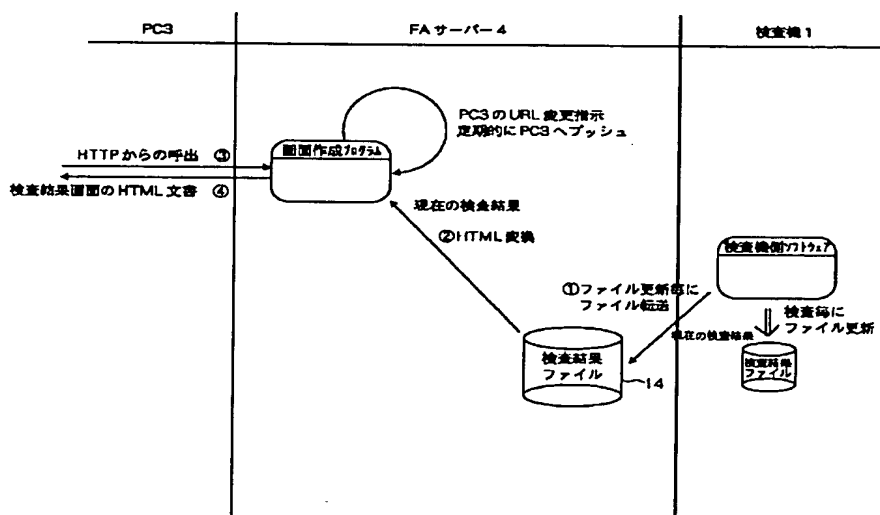 PC3
FAサーバー4
検査機1
PC3のURL変更指示
定期的にPC3へプッシュ
画面作成プログラム
HTTPからの呼出 ③
検査結果画面のHTML文書 ④
現在の検査結果
②HTML変換
検査機側ソフトウェア
①ファイル更新毎に
ファイル転送
検査毎に
ファイル更新
現在の検査結果
検査結果
ファイル
14
検査結果
ファイル